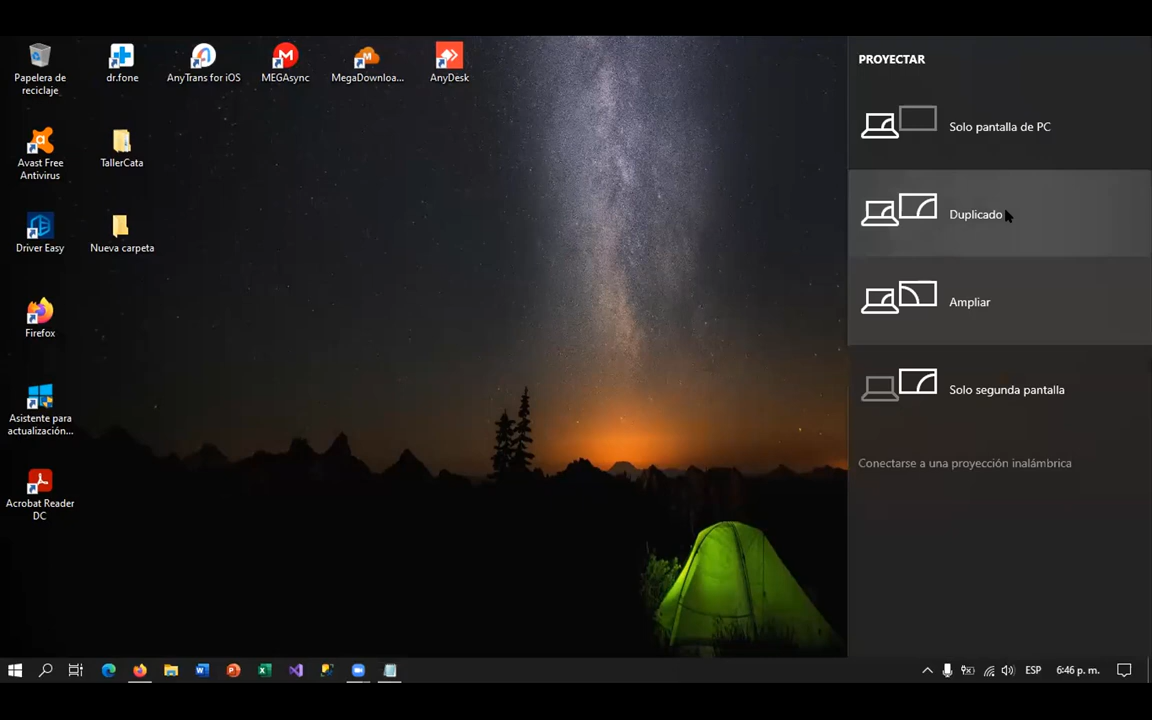 PROYECTAR
Solo pantalla de PC
Duplicado
Ampliar
Solo segunda pantalla
Conectarse a una proyección inalámbrica
Papelera de
reciclaje
dr.fone
AnyTrans for iOS
MEGAsync
MegaDownloa...
AnyDesk
Avast Free
Antivirus
TallerCata
Driver Easy
Nueva carpeta
Firefox
Asistente para
actualización...
Acrobat Reader
DC
ESP
6:46 p. m.